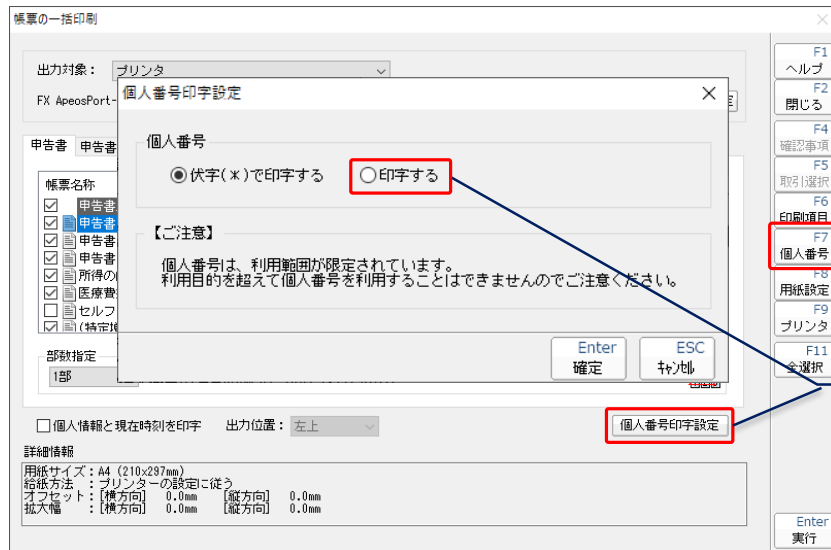 帳票の一括印刷
出力対象： プリンタ
FX ApeosPort-
個人番号印字設定
個人番号
伏字(＊)で印字する 印字する
【ご注意】
個人番号は、利用範囲が限定されています。
利用目的を超えて個人番号を利用することはできませんのでご注意ください。
Enter
確定
ESC
ｷｬﾝｾﾙ
申告書 申告書
帳票名称
申告書
申告書
申告書
申告書
所得の
医療費
セルフ
(特定増
部数指定
1部
個人情報と現在時刻を印字 出力位置： 左上
個人番号印字設定
詳細情報
用紙サイズ：A4 (210×297mm)
給紙方法 ：プリンターの設定に従う
オフセット：[横方向] 0.0mm [縦方向] 0.0mm
拡大幅 ：[横方向] 0.0mm [縦方向] 0.0mm
F1
ヘルプ
F2
閉じる
F4
確認事項
F5
取引選択
F6
印刷項目
F7
個人番号
F8
用紙設定
F9
プリンタ
F11
全選択
Enter
実行